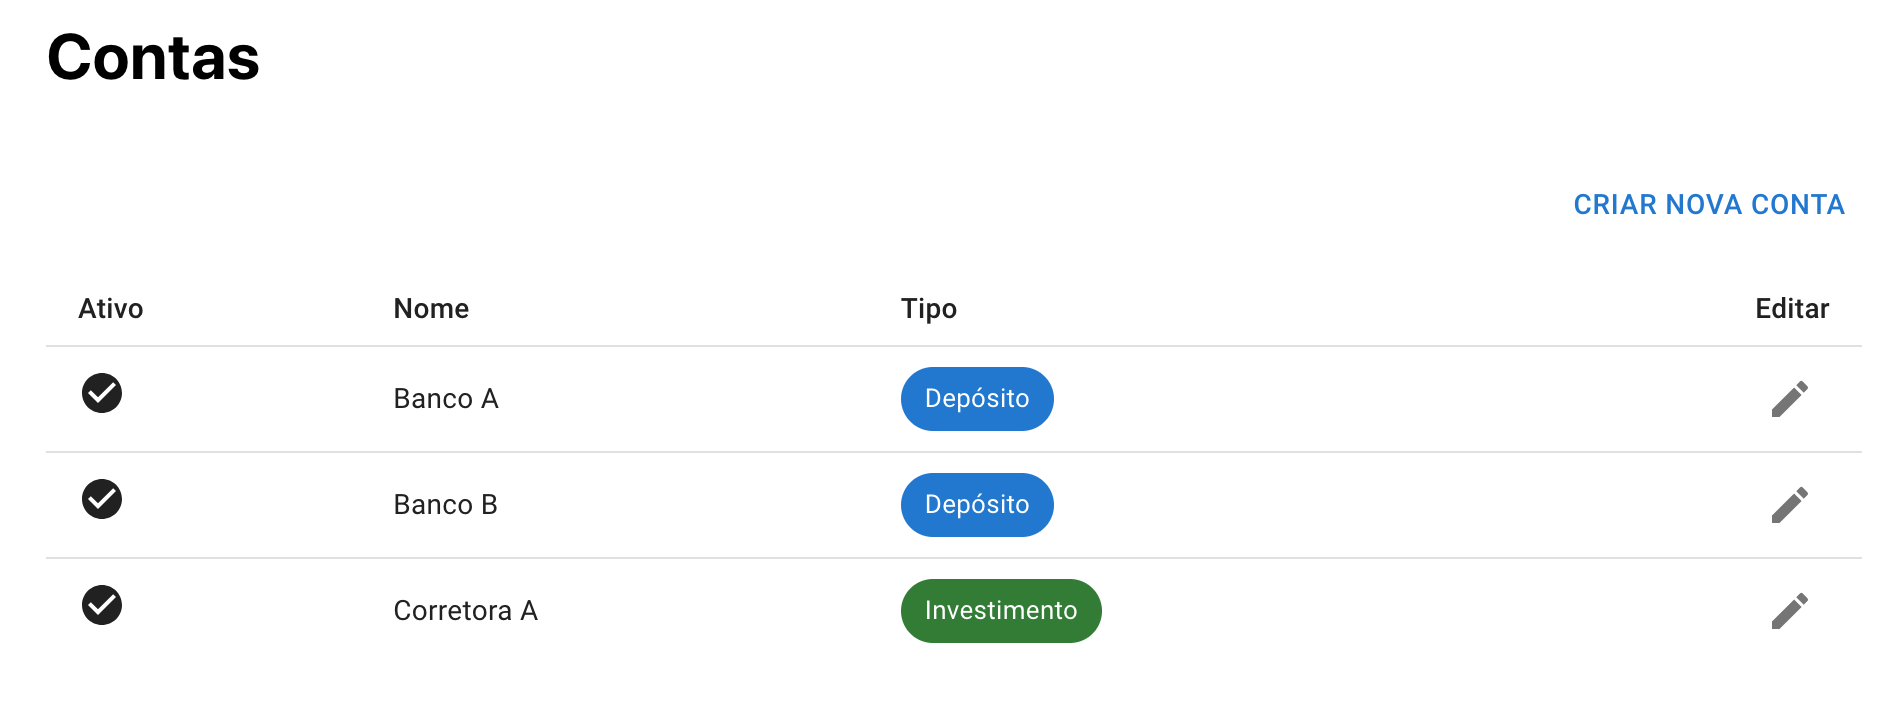 Contas
CRIAR NOVA CONTA
Ativo Nome Tipo Editar
Banco A Depósito
Banco B Depósito
Corretora A Investimento